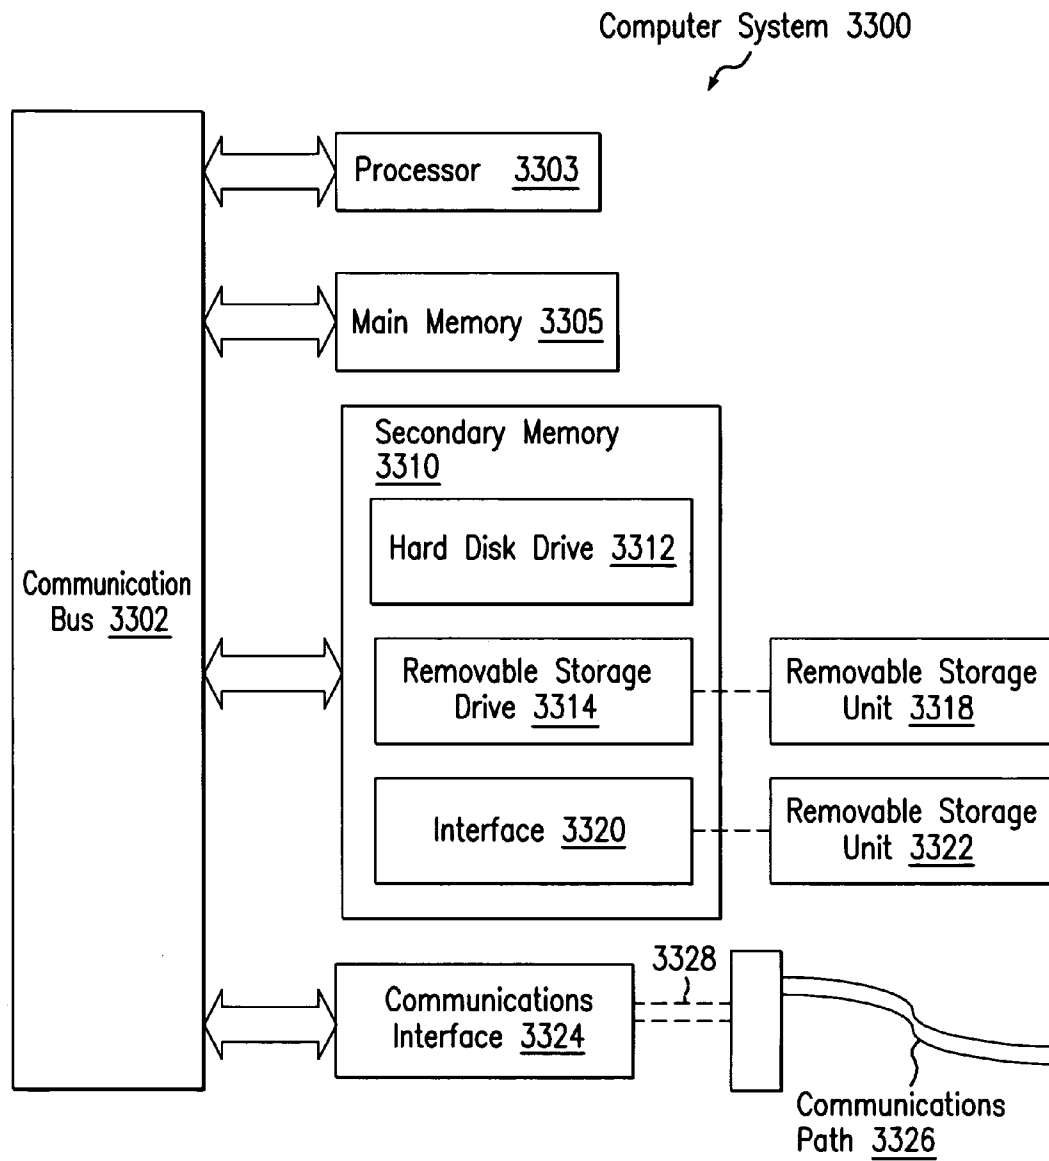 Computer System 3300
Processor 3303
Main Memory 3305
Secondary Memory
3310
Hard Disk Drive 3312
Communication
Bus 3302
Removable Storage
Drive 3314
Removable Storage
Unit 3318
Interface 3320
Removable Storage
Unit 3322
3328
Communications
Interface 3324
Communications
Path 3326